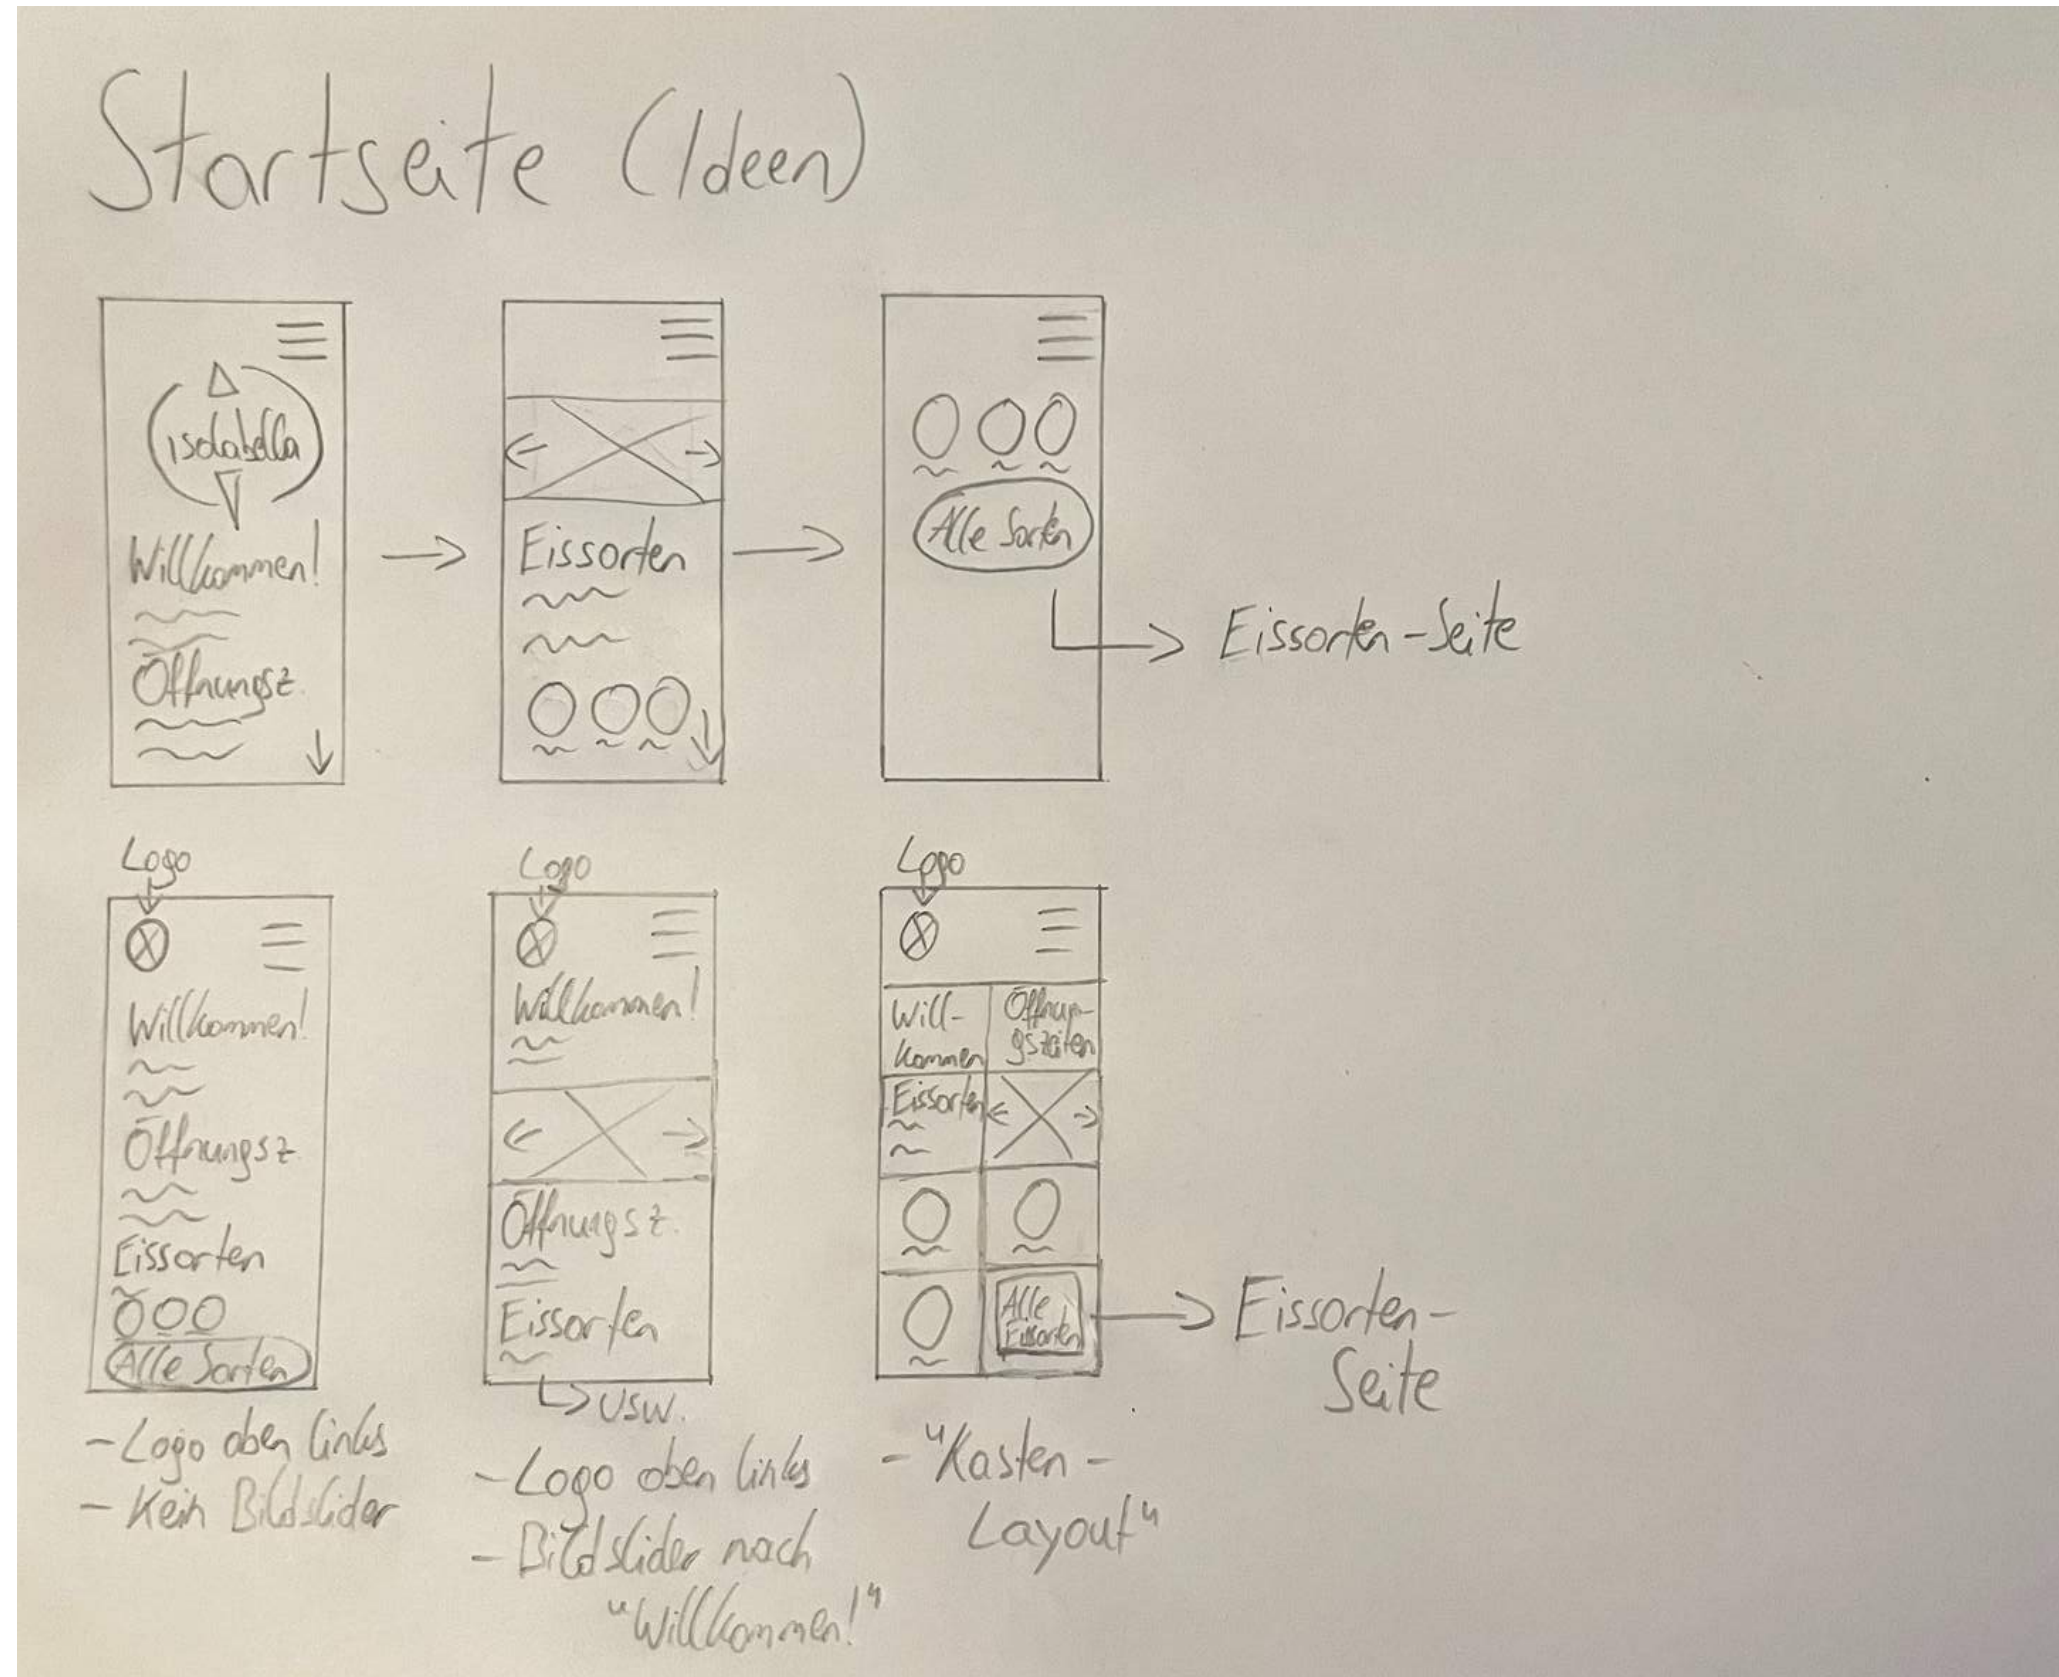 Startseite (Ideen)
isolabella
Willkommen!
Öffnungsz.
Eissorten
Alle Sorten
Eissorten-Seite
Logo
Willkommen!
Öffnungsz.
Eissorten
Alle Sorten
- Logo oben links
- Kein Bildslider
Logo
Willkommen!
Öffnungsz.
Eissorten
usw.
- Logo oben links
- Bildslider nach
"Willkommen!"
Logo
Will-
kommen
Öffnun-
gszeiten
Eissorten
Alle
Eissorten
Eissorten-
Seite
- "Kasten-
Layout"